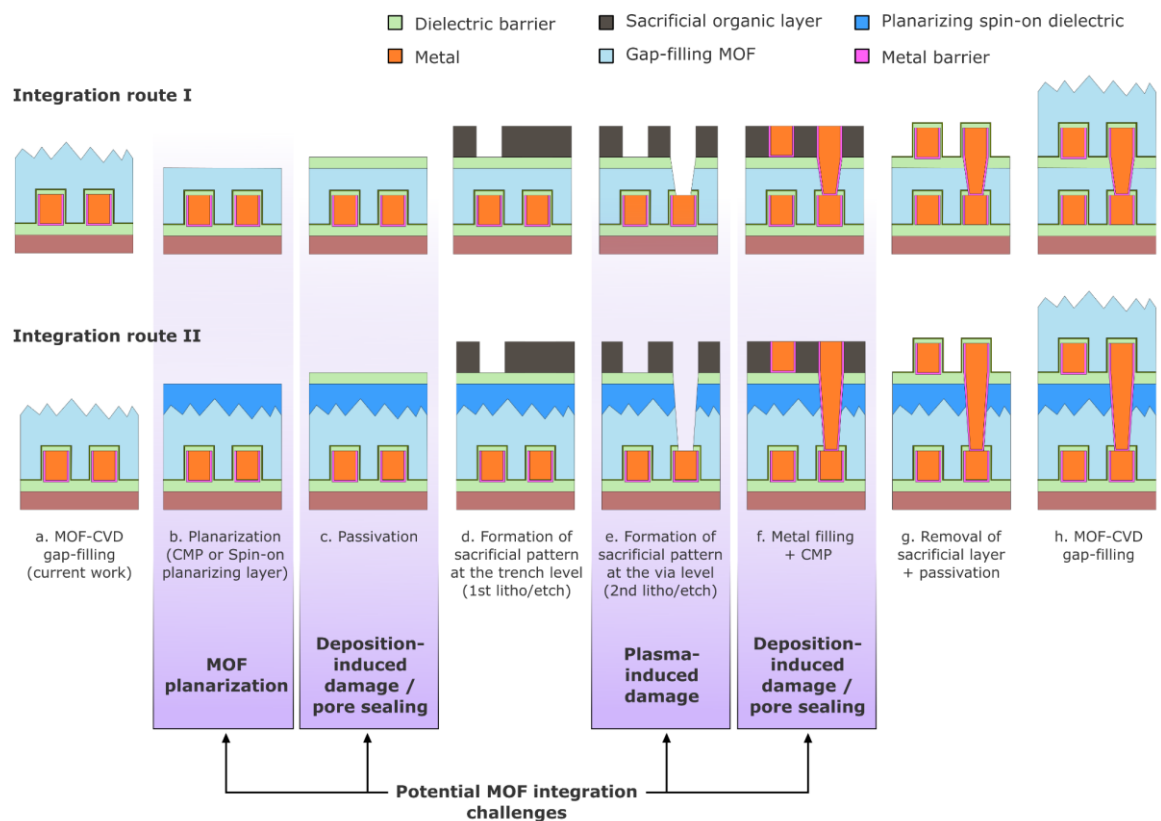 Dielectric barrier
Sacrificial organic layer
Planarizing spin-on dielectric
Metal
Gap-filling MOF
Metal barrier
Integration route I
Integration route II
a. MOF-CVD
gap-filling
(current work)
b. Planarization
(CMP or Spin-on
planarizing layer)
c. Passivation
d. Formation of
sacrificial pattern
at the trench level
(1st litho/etch)
e. Formation of
sacrificial pattern
at the via level
(2nd litho/etch)
f. Metal filling
+ CMP
g. Removal of
sacrificial layer
+ passivation
h. MOF-CVD
gap-filling
MOF
planarization
Deposition-
induced
damage /
pore sealing
Plasma-
induced
damage
Deposition-
induced
damage /
pore sealing
Potential MOF integration
challenges